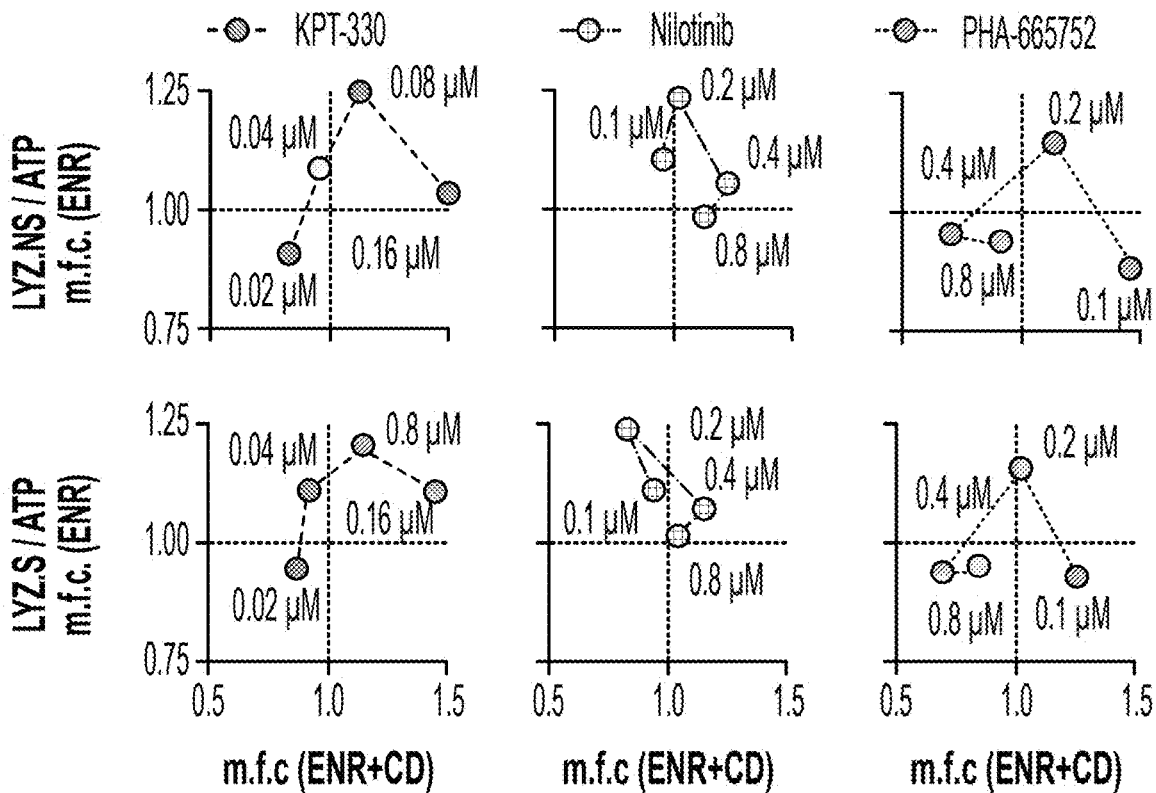 KPT-330 Nilotinib PHA-665752
LYZ.NS / ATP
m.f.c. (ENR)
1.25
1.00
0.75
0.04 µM
0.08 µM
0.02 µM
0.16 µM
0.1 µM
0.2 µM
0.4 µM
0.8 µM
0.2 µM
0.4 µM
0.8 µM
0.1 µM
LYZ.S / ATP
m.f.c. (ENR)
1.25
1.00
0.75
0.04 µM
0.8 µM
0.16 µM
0.02 µM
0.2 µM
0.4 µM
0.1 µM
0.8 µM
0.2 µM
0.4 µM
0.8 µM
0.1 µM
0.5 1.0 1.5
0.5 1.0 1.5
0.5 1.0 1.5
m.f.c (ENR+CD) m.f.c (ENR+CD) m.f.c (ENR+CD)